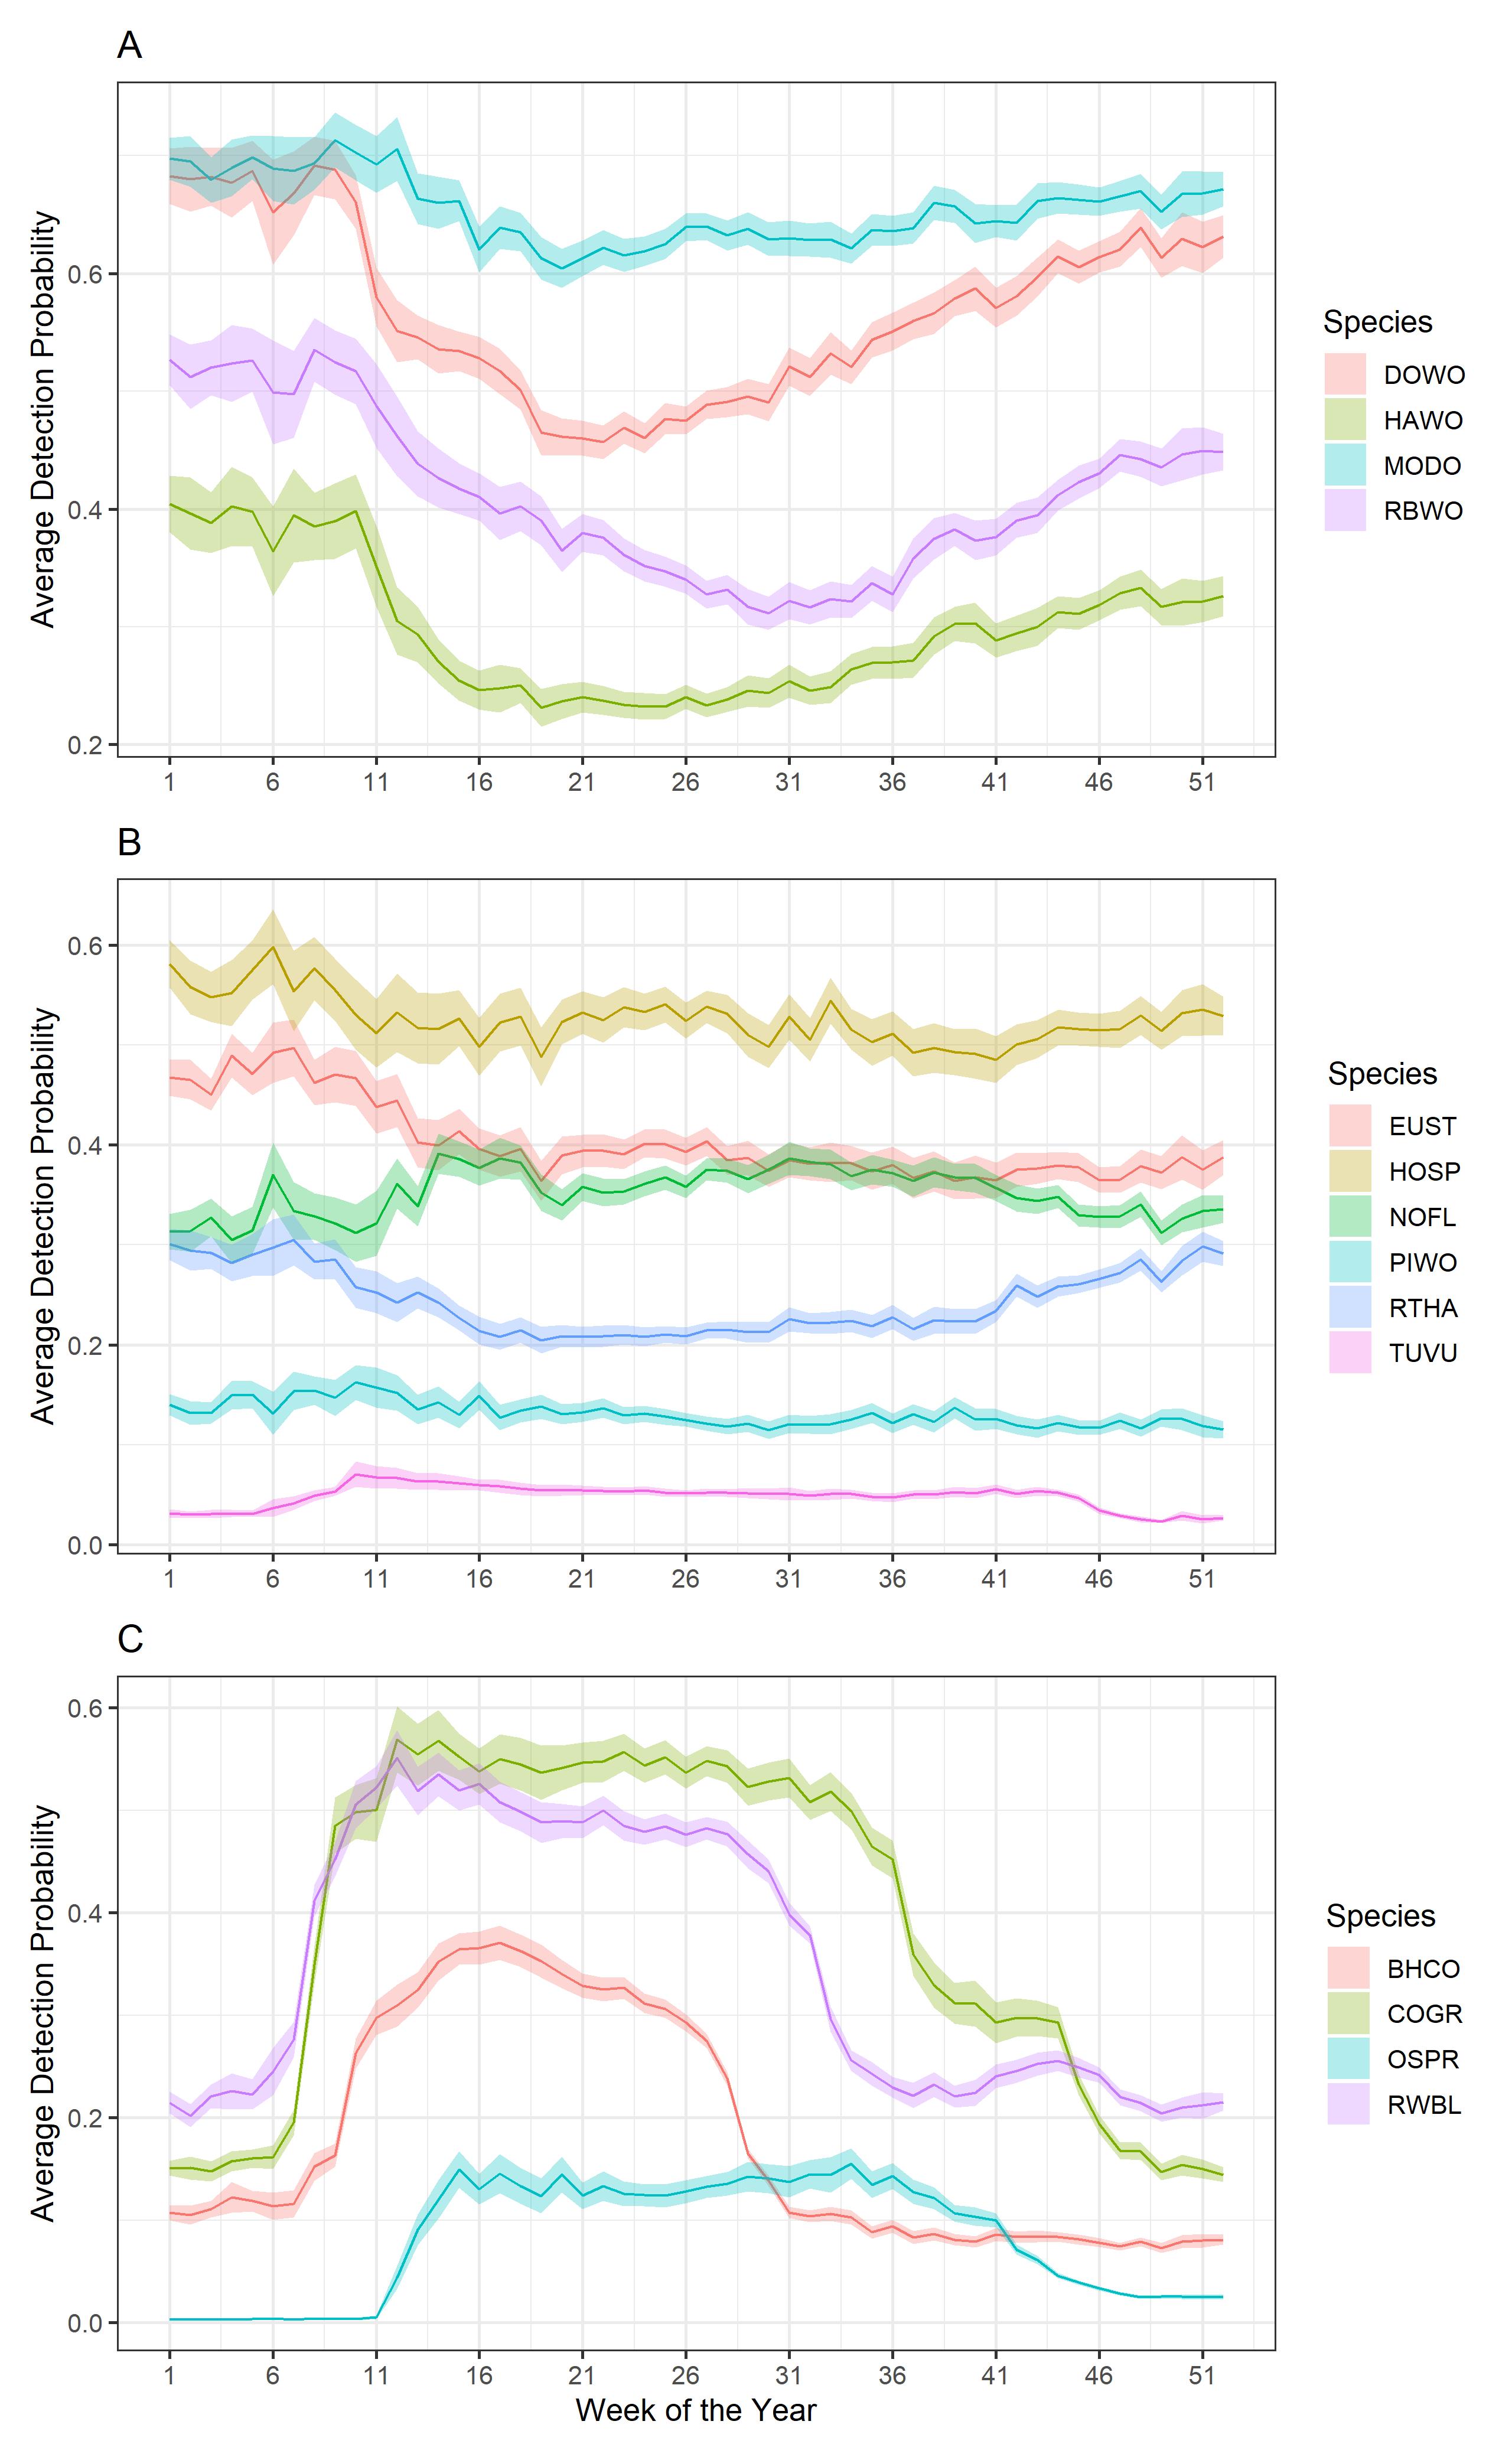 A
Average Detection Probability
0.6
0.4
0.2
1 6 11 16 21 26 31 36 41 46 51
Species
DOWO
HAWO
MODO
RBWO
B
Average Detection Probability
0.6
0.4
0.2
0.0
1 6 11 16 21 26 31 36 41 46 51
Species
EUST
HOSP
NOFL
PIWO
RTHA
TUVU
C
Average Detection Probability
0.6
0.4
0.2
0.0
1 6 11 16 21 26 31 36 41 46 51
Week of the Year
Species
BHCO
COGR
OSPR
RWBL